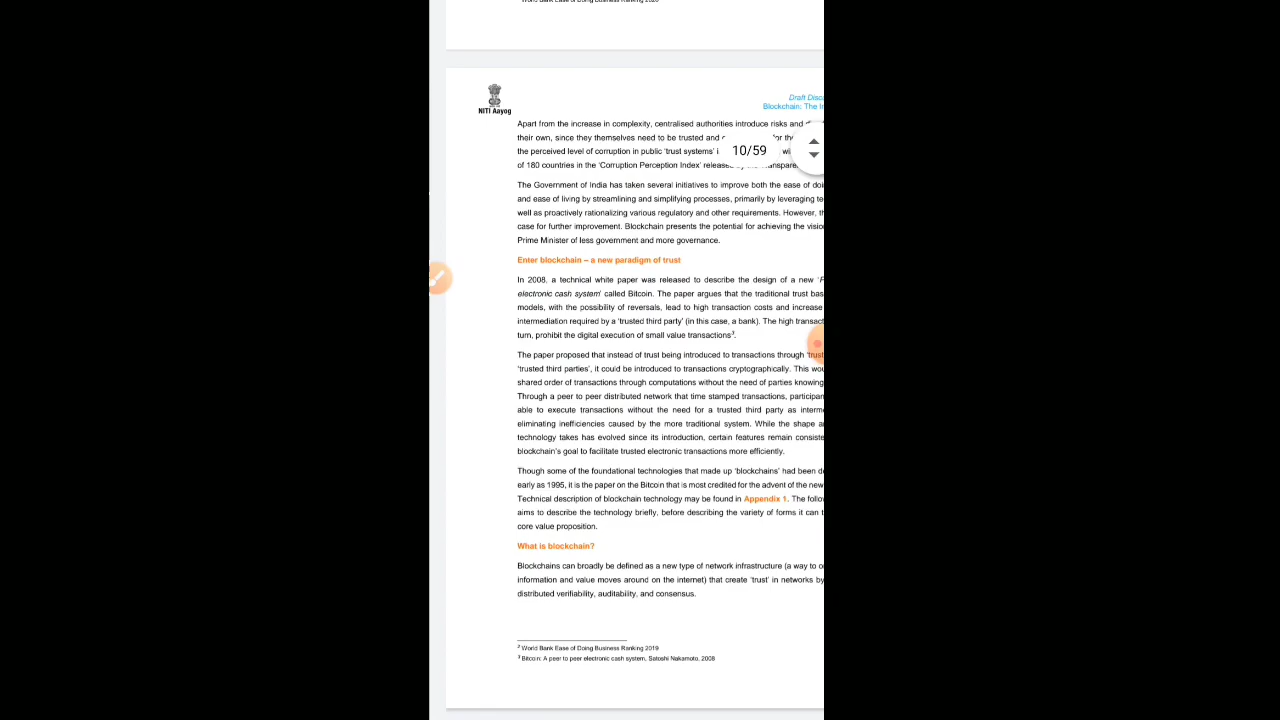 World Bank Ease of Doing Business Ranking 2020
NITI Aayog
Draft
Blockchain: The
Apart from the increase in complexity, centralised authorities introduce risks and
their own, since they themselves need to be trusted and
the perceived level of corruption in public 'trust systems'
10/59
of 180 countries in the 'Corruption Perception Index' released
The Government of India has taken several initiatives to improve both the ease of
and ease of living by streamlining and simplifying processes, primarily by leveraging
well as proactively rationalizing various regulatory and other requirements. However,
case for further improvement. Blockchain presents the potential for achieving the
Prime Minister of less government and more governance.
Enter blockchain – a new paradigm of trust
In 2008, a technical white paper was released to describe the design of a new
electronic cash system' called Bitcoin. The paper argues that the traditional trust
models, with the possibility of reversals, lead to high transaction costs and increase
intermediation required by a 'trusted third party' (in this case, a bank). The high
turn, prohibit the digital execution of small value transactions³.
The paper proposed that instead of trust being introduced to transactions through
'trusted third parties', it could be introduced to transactions cryptographically. This
shared order of transactions through computations without the need of parties knowing
Through a peer to peer distributed network that time stamped transactions,
able to execute transactions without the need for a trusted third party as
eliminating inefficiencies caused by the more traditional system. While the shape
technology takes has evolved since its introduction, certain features remain
blockchain's goal to facilitate trusted electronic transactions more efficiently.
Though some of the foundational technologies that made up 'blockchains' had been
early as 1995, it is the paper on the Bitcoin that is most credited for the advent of the new
Technical description of blockchain technology may be found in Appendix 1. The
aims to describe the technology briefly, before describing the variety of forms it can
core value proposition.
What is blockchain?
Blockchains can broadly be defined as a new type of network infrastructure (a way to
information and value moves around on the internet) that create 'trust' in networks by
distributed verifiability, auditability, and consensus.
² World Bank Ease of Doing Business Ranking 2019
³ Bitcoin: A peer to peer electronic cash system, Satoshi Nakamoto, 2008